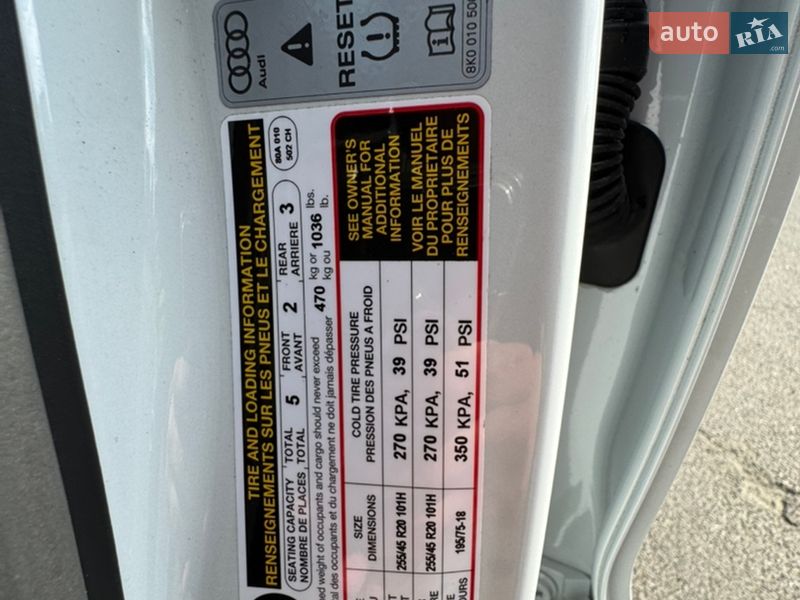 auto RIA
.com
Audi
RESET
8K0 010 500
TIRE AND LOADING INFORMATION
RENSEIGNEMENTS SUR LES PNEUS ET LE CHARGEMENT
80A 010
502 CH
SEATING CAPACITY TOTAL 5 FRONT 2 REAR 3
NOMBRE DE PLACES TOTAL AVANT ARRIERE
weight of occupants and cargo should never exceed 470 kg or 1036 lbs.
des occupants et du chargement ne doit jamais dépasser kg ou lb.
SIZE
DIMENSIONS
COLD TIRE PRESSURE
PRESSION DES PNEUS A FROID
255/45 R20 101H 270 KPA, 39 PSI
255/45 R20 101H 270 KPA, 39 PSI
195/75-18 350 KPA, 51 PSI
SEE OWNER'S
MANUAL FOR
ADDITIONAL
INFORMATION
VOIR LE MANUEL
DU PROPRIETAIRE
POUR PLUS DE
RENSEIGNEMENTS